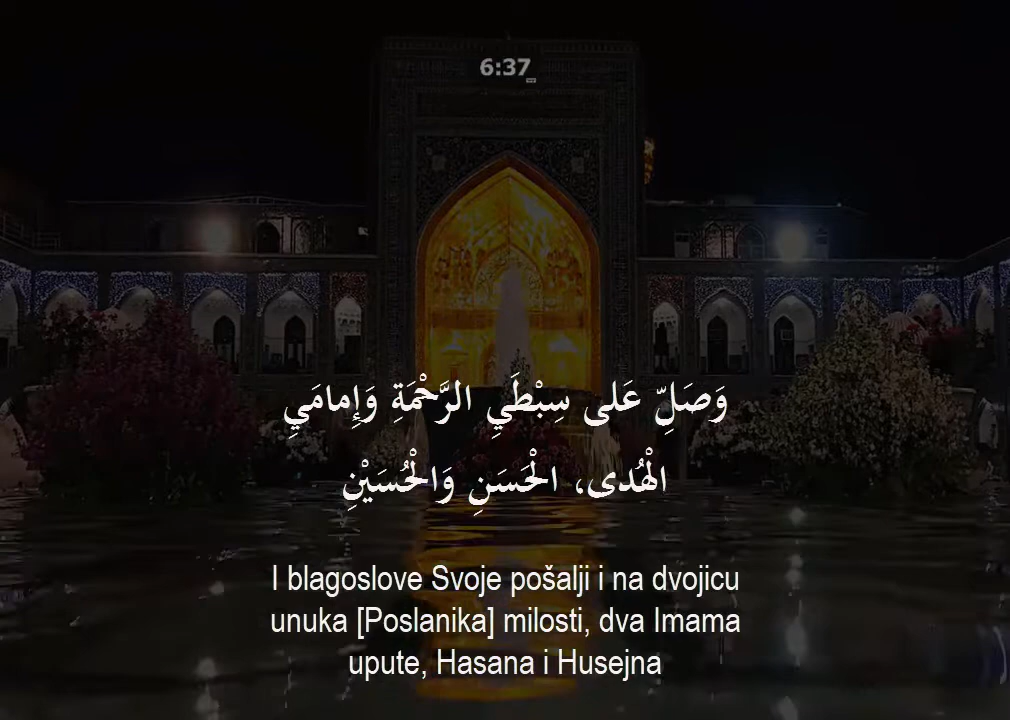 6:37
وَصَلِّ عَلى سِبْطَيِ الرَّحْمَةِ وَإِمامَيِ
الْهُدى، الْحَسَنِ وَالْحُسَيْنِ
I blagoslove Svoje pošalji i na dvojicu
unuka [Poslanika] milosti, dva Imama
upute, Hasana i Husejna